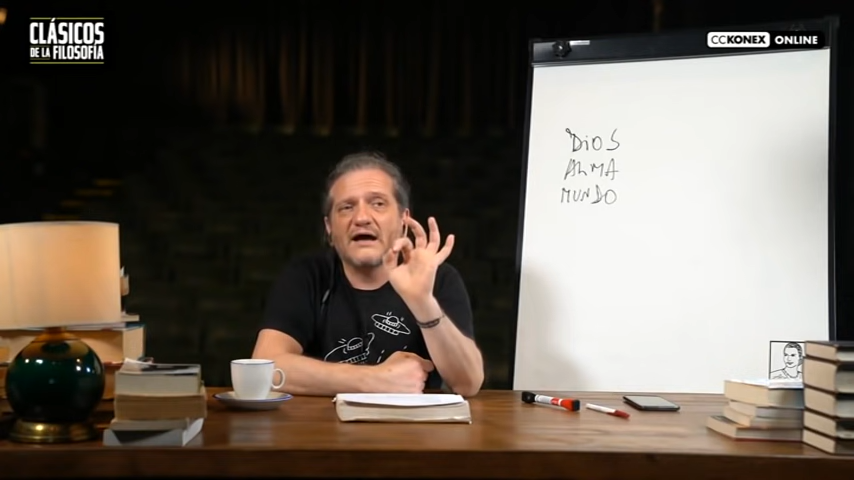 CLÁSICOS
DE LA FILOSOFÍA
CCKONEX ONLINE
DIOS
ALMA
MUNDO